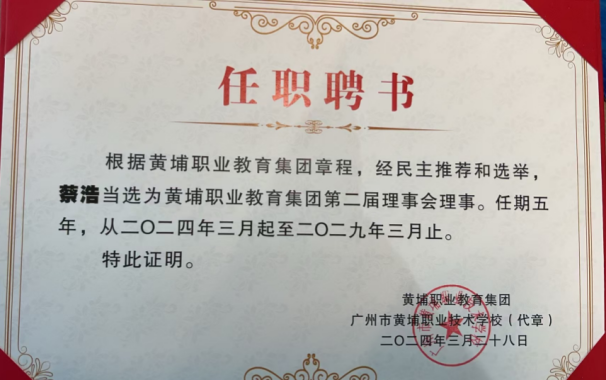 任职聘书
根据黄埔职业教育集团章程，经民主推荐和选举，
蔡浩当选为黄埔职业教育集团第二届理事会理事。任期五
年，从二〇二四年三月起至二〇二九年三月止。
特此证明。
黄埔职业教育集团
广州市黄埔职业技术学校（代章）
二〇二四年三月二十八日